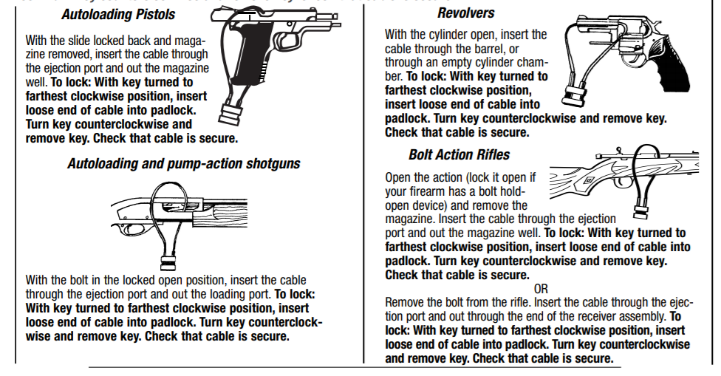 Autoloading Pistols
With the slide locked back and maga-
zine removed, insert the cable through
the ejection port and out the magazine
well. To lock: With key turned to
farthest clockwise position, insert
loose end of cable into padlock.
Turn key counterclockwise and
remove key. Check that cable is secure.
Autoloading and pump-action shotguns
With the bolt in the locked open position, insert the cable
through the ejection port and out the loading port. To lock:
With key turned to farthest clockwise position, insert
loose end of cable into padlock. Turn key counterclock-
wise and remove key. Check that cable is secure.
Revolvers
With the cylinder open, insert the
cable through the barrel, or
through an empty cylinder cham-
ber. To lock: With key turned to
farthest clockwise position,
insert loose end of cable into
padlock. Turn key counterclockwise and remove key.
Check that cable is secure.
Bolt Action Rifles
Open the action (lock it open if
your firearm has a bolt hold-
open device) and remove the
magazine. Insert the cable through the ejection
port and out the magazine well. To lock: With key turned to
farthest clockwise position, insert loose end of cable into
padlock. Turn key counterclockwise and remove key.
Check that cable is secure.
OR
Remove the bolt from the rifle. Insert the cable through the ejec-
tion port and out through the end of the receiver assembly. To
lock: With key turned to farthest clockwise position, insert
loose end of cable into padlock. Turn key counterclockwise
and remove key. Check that cable is secure.